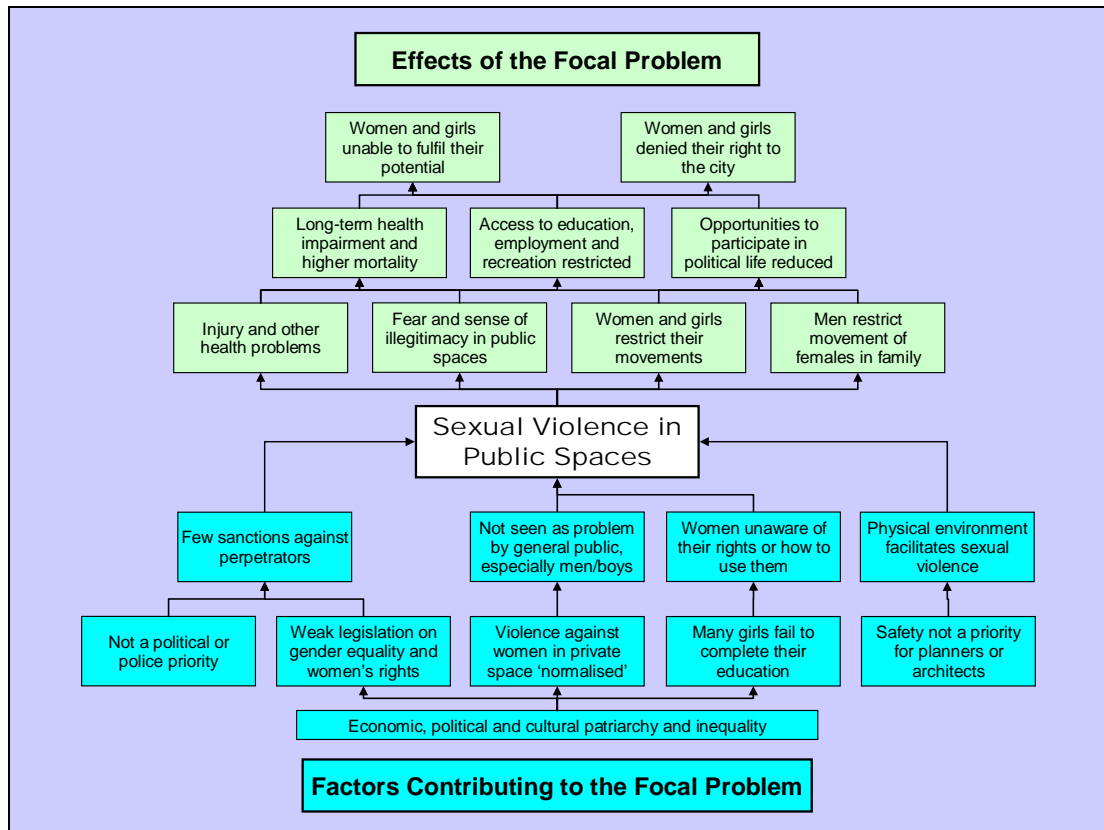 Effects of the Focal Problem
Women and girls
unable to fulfil their
potential
Women and girls
denied their right to
the city
Long-term health
impairment and
higher mortality
Access to education,
employment and
recreation restricted
Opportunities to
participate in
political life reduced
Injury and other
health problems
Fear and sense of
illegitimacy in public
spaces
Women and girls
restrict their
movements
Men restrict
movement of
females in family
Sexual Violence in
Public Spaces
Few sanctions against
perpetrators
Not seen as problem
by general public,
especially men/boys
Women unaware of
their rights or how to
use them
Physical environment
facilitates sexual
violence
Not a political or
police priority
Weak legislation on
gender equality and
women's rights
Violence against
women in private
space ‘normalised’
Many girls fail to
complete their
education
Safety not a priority
for planners or
architects
Economic, political and cultural patriarchy and inequality
Factors Contributing to the Focal Problem